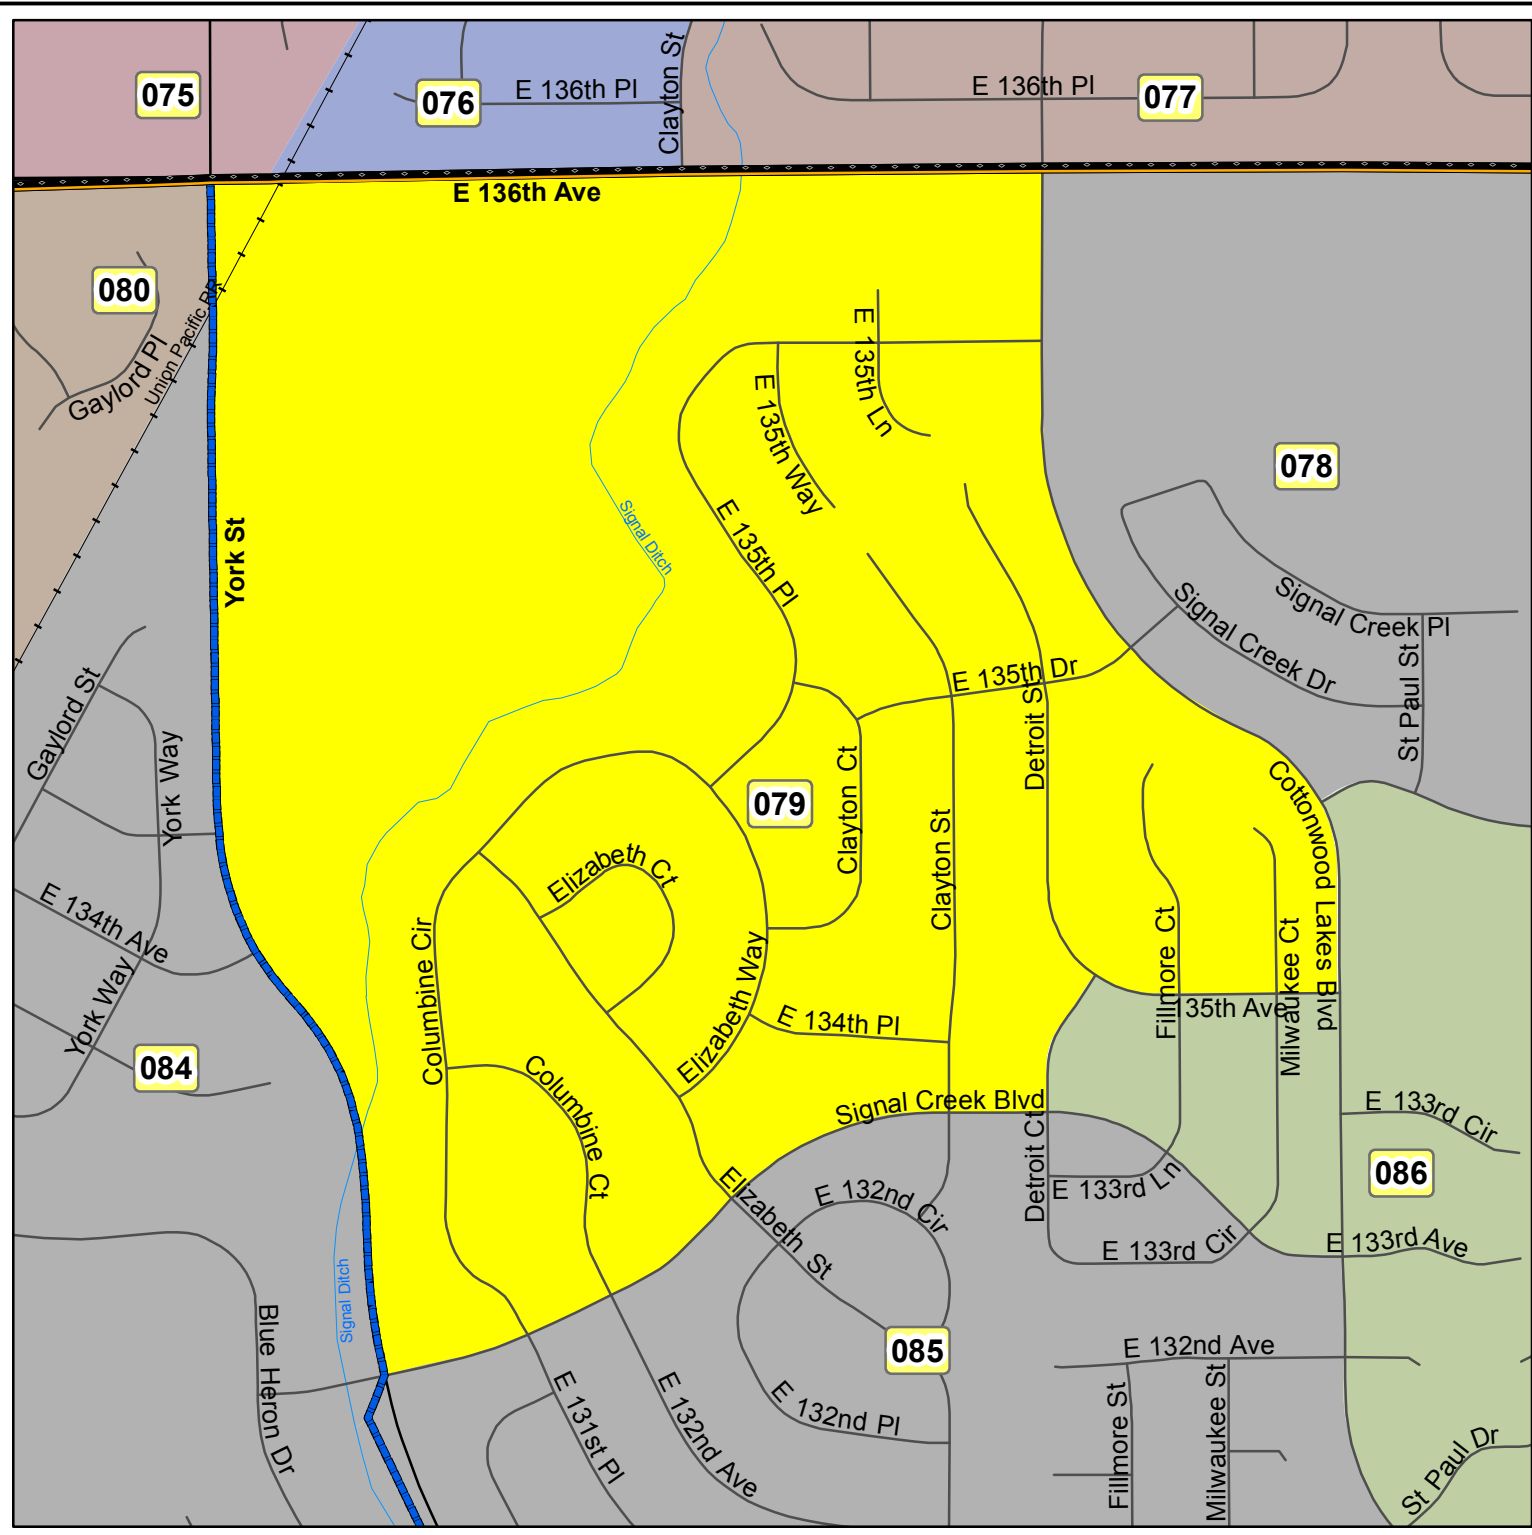 075
076
E 136th Pl
Clayton St
E 136th Pl
077
E 136th Ave
080
Gaylord Pl
Union Pacific RR
E 135th Ln
E 135th Way
E 135th Pl
Signal Ditch
York St
078
Signal Creek Pl
Signal Creek Dr
St Paul St
E 135th Dr
Detroit St
Gaylord St
York Way
079
Clayton Ct
Clayton St
Cottonwood Lakes Blvd
Elizabeth Ct
E 134th Ave
York Way
Columbine Cir
Elizabeth Way
E 134th Pl
Fillmore Ct
135th Ave
Milwaukee Ct
084
Columbine Ct
Signal Creek Blvd
Detroit Ct
E 133rd Ln
E 133rd Cir
E 133rd Cir
086
E 133rd Ave
Elizabeth St
E 132nd Cir
Signal Ditch
Blue Heron Dr
085
E 132nd Ave
E 131st Pl
E 132nd Ave
E 132nd Pl
Fillmore St
Milwaukee St
St Paul Dr